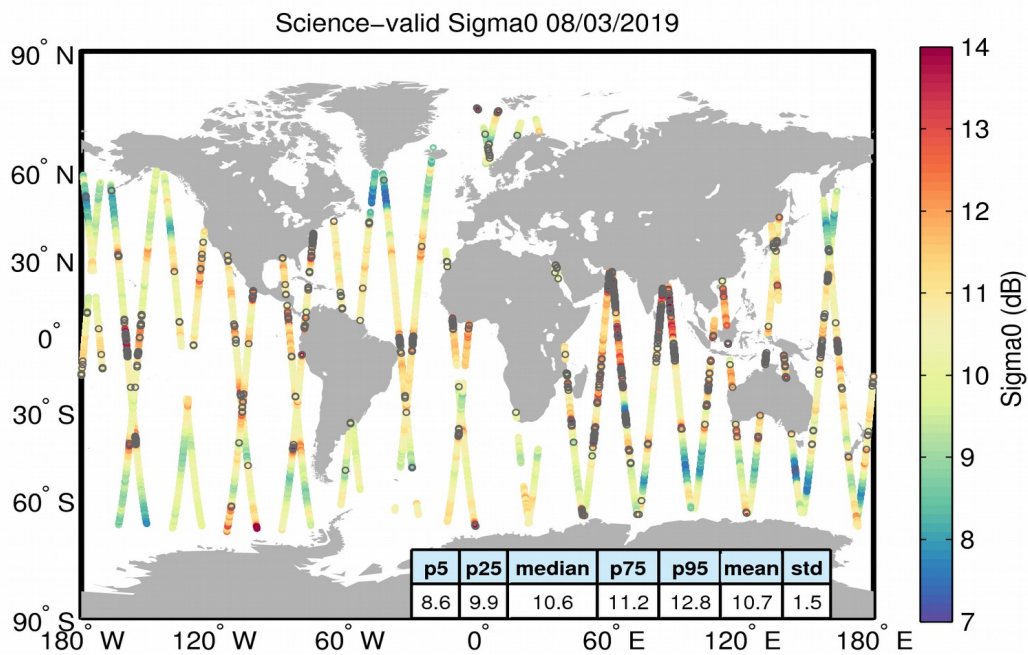 Science−valid Sigma0 08/03/2019
90° N
60° N
30° N
0°
30° S
60° S
90° S
180° W
120° W
60° W
0°
60° E
120° E
180° E
14
13
12
11
10
9
8
7
Sigma0 (dB)
p5 p25 median p75 p95 mean std
8.6 9.9 10.6 11.2 12.8 10.7 1.5